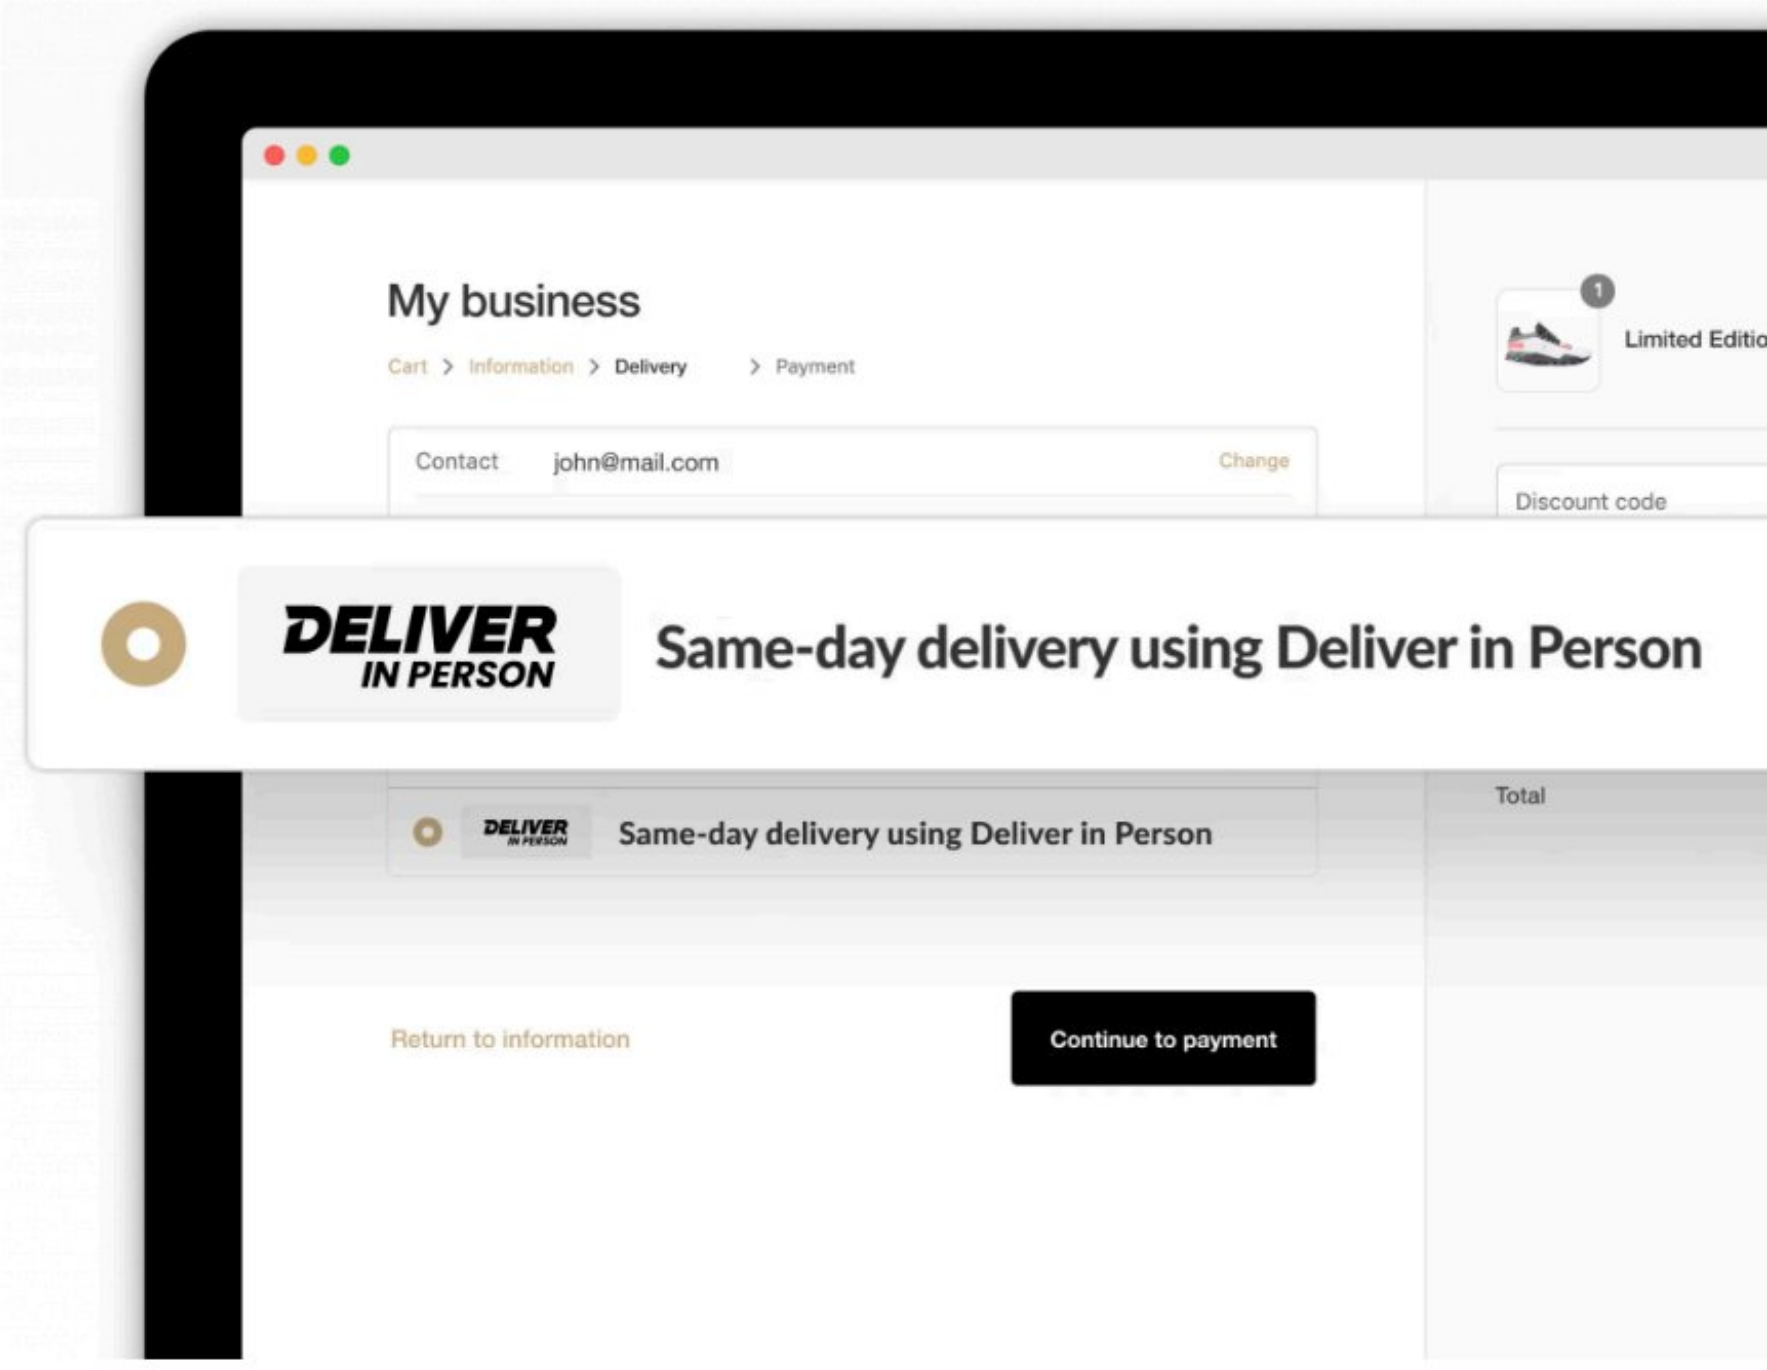 My business
Cart > Information > Delivery > Payment
Contact john@mail.com Change
1
Limited Editio
Discount code
DELIVER
IN PERSON
Same-day delivery using Deliver in Person
Total
DELIVER
IN PERSON
Same-day delivery using Deliver in Person
Return to information
Continue to payment